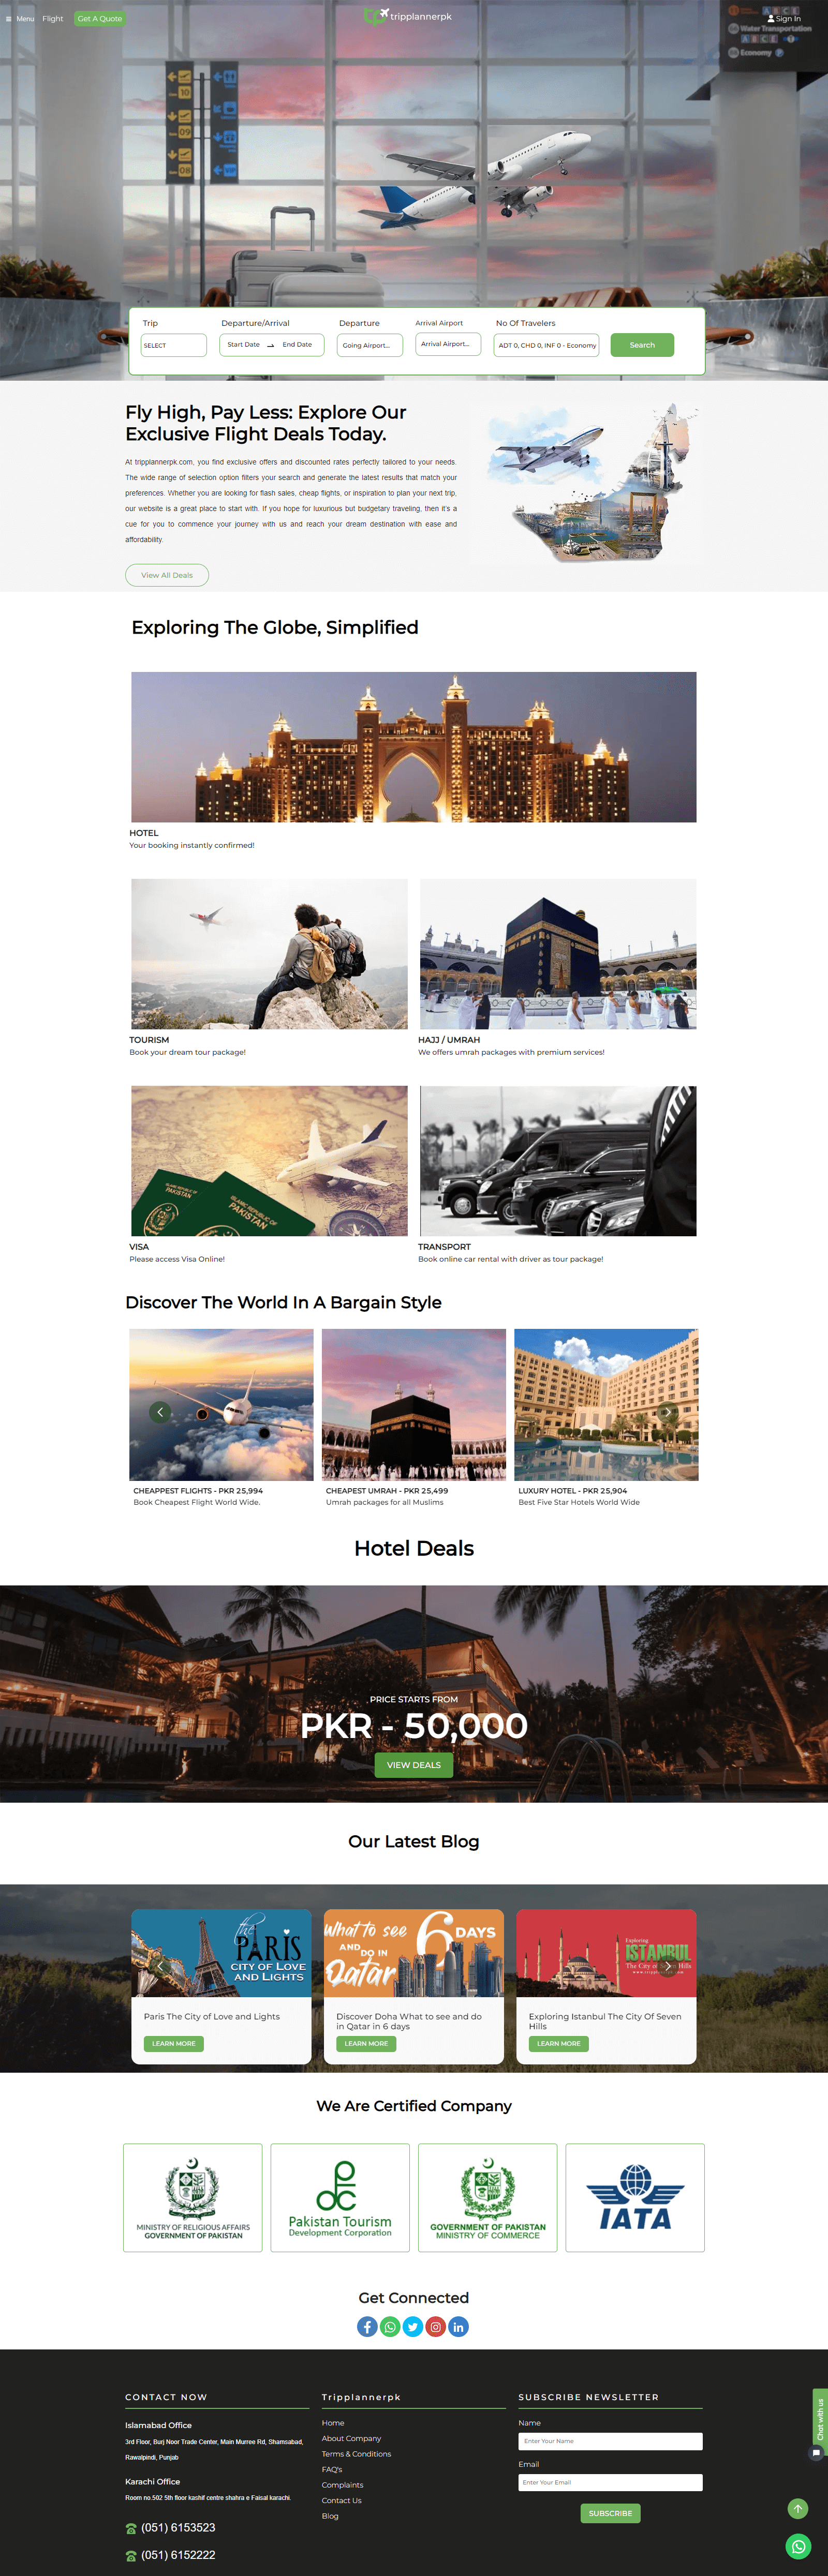 Menu Flight Get A Quote
tripplannerpk
Sign In
Water Transportation
A B C E
Economy P
10
09
08
Trip
Departure/Arrival
Departure
Arrival Airport
No Of Travelers
SELECT
Start Date → End Date
Going Airport...
Arrival Airport...
ADT 0, CHD 0, INF 0 - Economy
Search
Fly High, Pay Less: Explore Our
Exclusive Flight Deals Today.
At tripplannerpk.com, you find exclusive offers and discounted rates perfectly tailored to your needs.
The wide range of selection option filters your search and generate the latest results that match your
preferences. Whether you are looking for flash sales, cheap flights, or inspiration to plan your next trip,
our website is a great place to start with. If you hope for luxurious but budgetary traveling, then it's a
cue for you to commence your journey with us and reach your dream destination with ease and
affordability.
View All Deals
Exploring The Globe, Simplified
HOTEL
Your booking instantly confirmed!
TOURISM
Book your dream tour package!
HAJJ / UMRAH
We offers umrah packages with premium services!
ISLAMIC REPUBLIC OF
PAKISTAN
ISLAMIC REPUBLIC OF
PAKISTAN
VISA
Please access Visa Online!
TRANSPORT
Book online car rental with driver as tour package!
Discover The World In A Bargain Style
CHEAPPEST FLIGHTS - PKR 25,994
Book Cheapest Flight World Wide.
CHEAPEST UMRAH - PKR 25,499
Umrah packages for all Muslims
LUXURY HOTEL - PKR 25,904
Best Five Star Hotels World Wide
Hotel Deals
PRICE STARTS FROM
PKR - 50,000
VIEW DEALS
Our Latest Blog
the
PARIS
CITY OF LOVE
AND LIGHTS
What to see
AND
DO IN
Qatar
6 DAYS
Exploring
ISTANBUL
The City of Seven Hills
Paris The City of Love and Lights
LEARN MORE
Discover Doha What to see and do
in Qatar in 6 days
LEARN MORE
Exploring Istanbul The City Of Seven
Hills
LEARN MORE
We Are Certified Company
MINISTRY OF RELIGIOUS AFFAIRS
GOVERNMENT OF PAKISTAN
Pakistan Tourism
Development Corporation
GOVERNMENT OF PAKISTAN
MINISTRY OF COMMERCE
IATA
Get Connected
CONTACT NOW
Islamabad Office
3rd Floor, Burj Noor Trade Center, Main Murree Rd, Shamsabad,
Rawalpindi, Punjab
Karachi Office
Room no.502 5th floor kashif centre shahra e Faisal karachi.
(051) 6153523
(051) 6152222
Tripplannerpk
Home
About Company
Terms & Conditions
FAQ's
Complaints
Contact Us
Blog
SUBSCRIBE NEWSLETTER
Name
Enter Your Name
Email
Enter Your Email
SUBSCRIBE
Chat with us